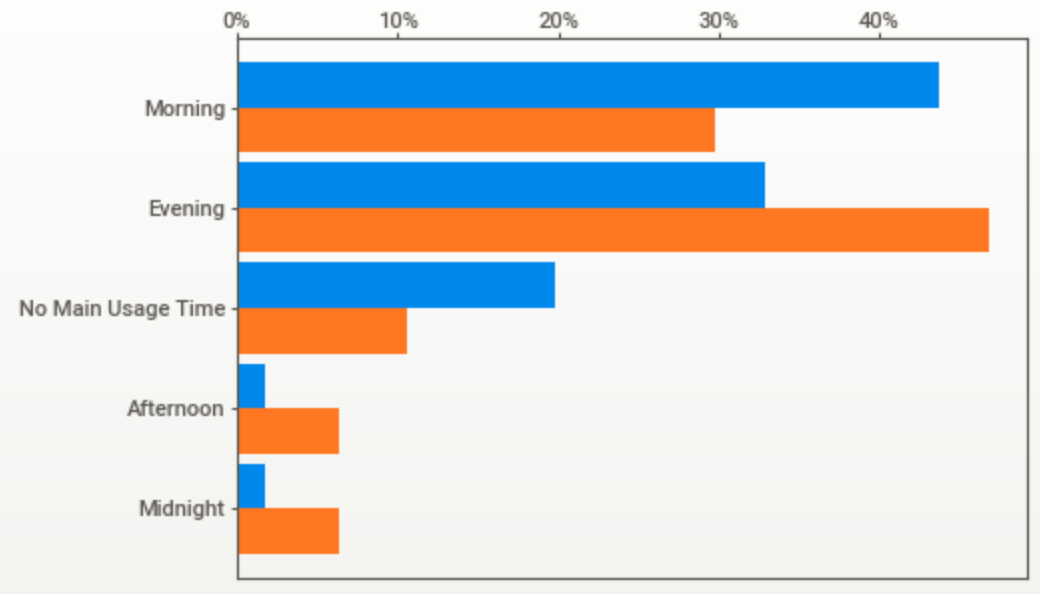 0% 10% 20% 30% 40%
Morning
Evening
No Main Usage Time
Afternoon
Midnight